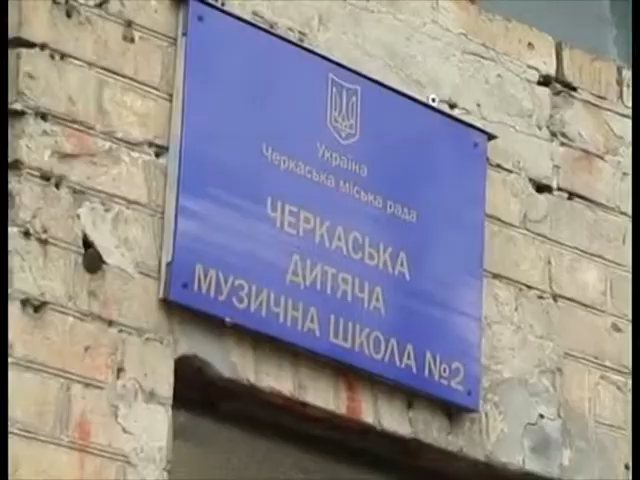 Україна
Черкаська міська рада
ЧЕРКАСЬКА
ДИТЯЧА
МУЗИЧНА ШКОЛА №2